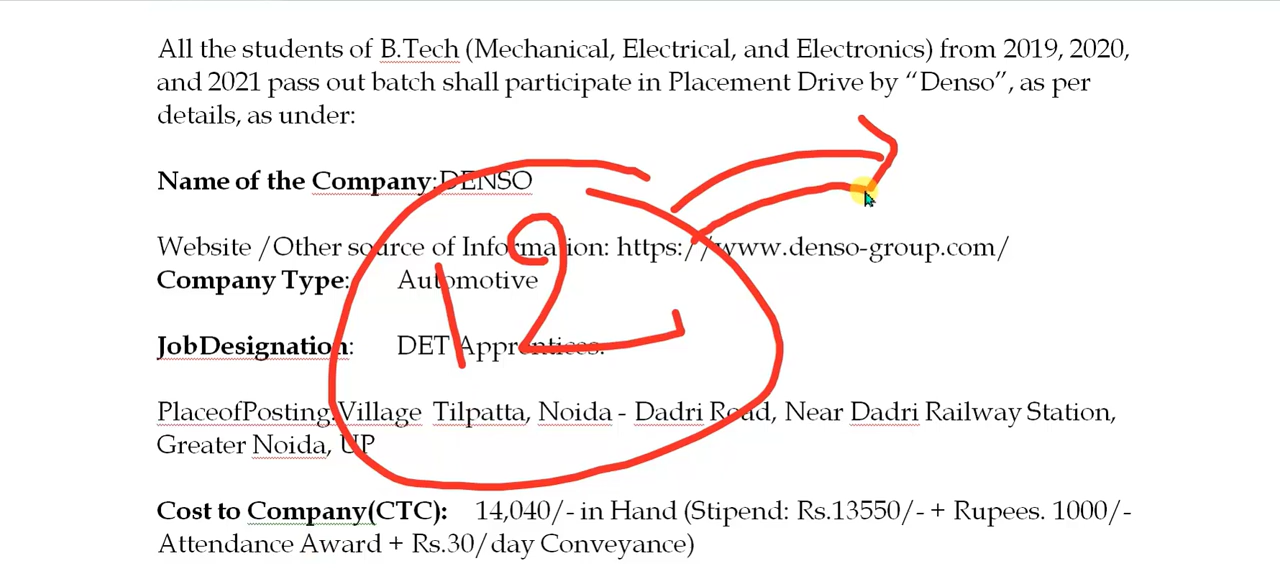 All the students of B.Tech (Mechanical, Electrical, and Electronics) from 2019, 2020,
and 2021 pass out batch shall participate in Placement Drive by “Denso”, as per
details, as under:
Name of the Company:DENSO
Website /Other source of Information: https://www.denso-group.com/
Company Type: Automotive
12
JobDesignation: DET Apprentices.
PlaceofPosting:Village Tilpatta, Noida - Dadri Road, Near Dadri Railway Station,
Greater Noida, UP
Cost to Company(CTC): 14,040/- in Hand (Stipend: Rs.13550/- + Rupees. 1000/-
Attendance Award + Rs.30/day Conveyance)